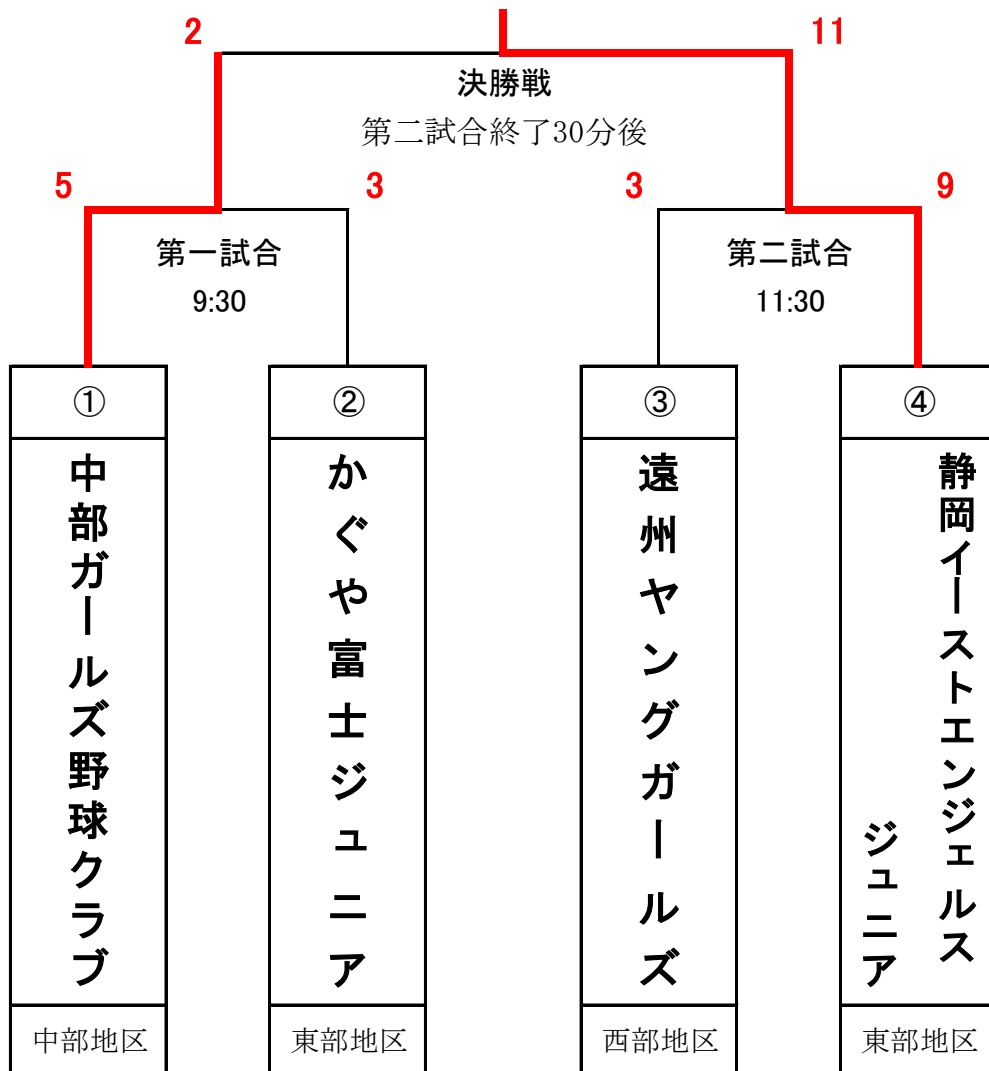 2
11
決勝戦
第二試合終了30分後
5
3
3
9
第一試合
9:30
第二試合
11:30
①
②
③
④
中部ガールズ野球クラブ
かぐや富士ジュニア
遠州ヤングガールズ
静岡イーストエンジェルス
ジュニア
中部地区
東部地区
西部地区
東部地区